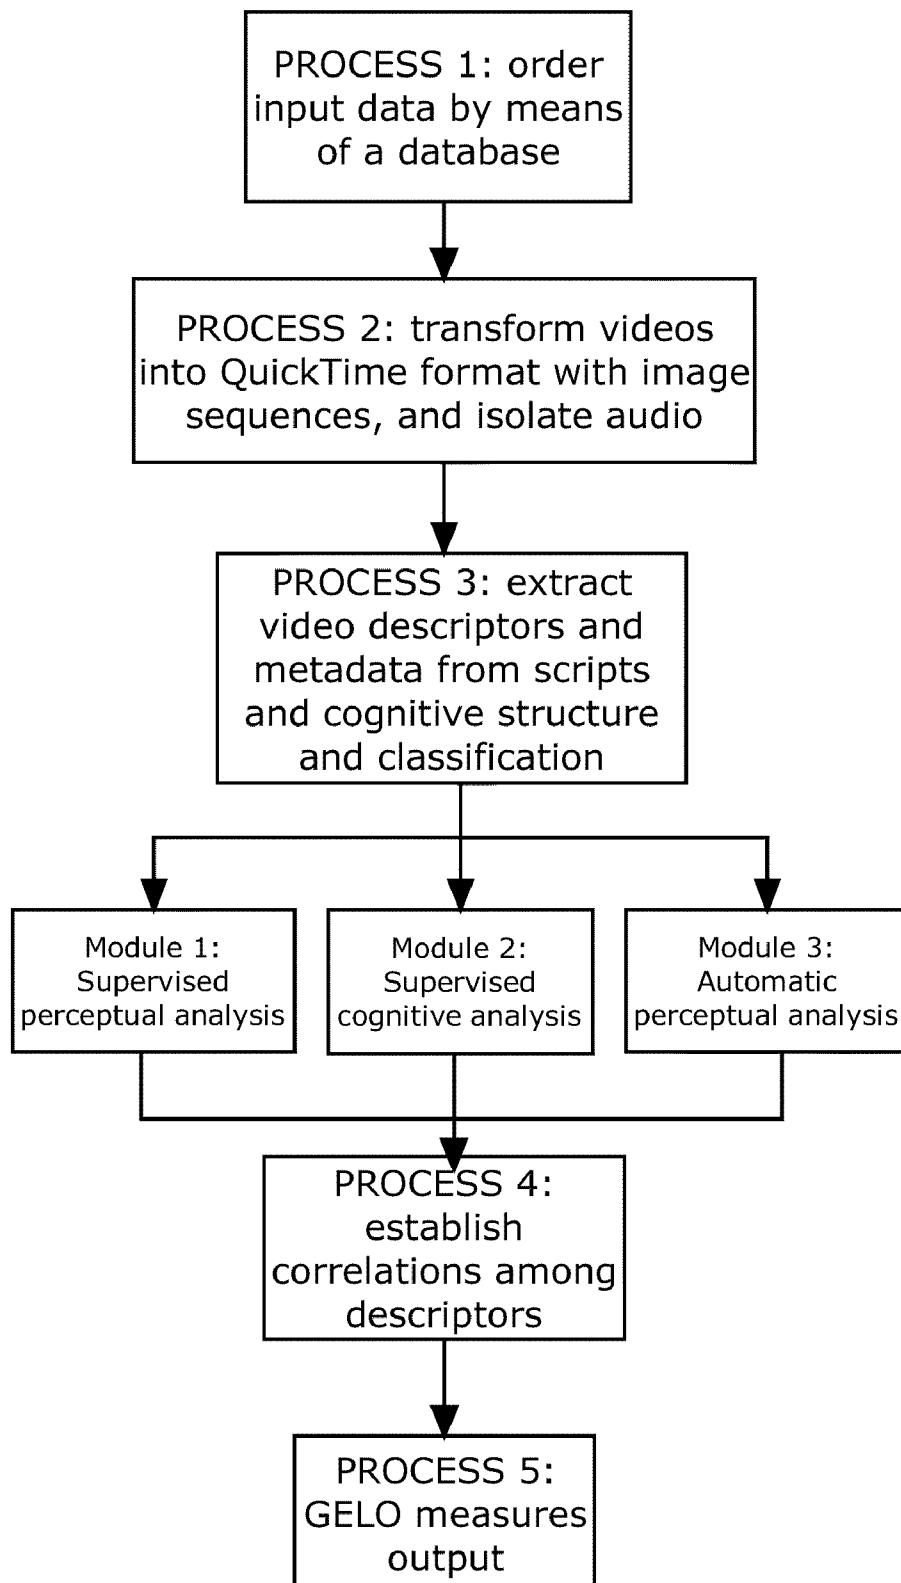 PROCESS 1: order
input data by means
of a database
PROCESS 2: transform videos
into QuickTime format with image
sequences, and isolate audio
PROCESS 3: extract
video descriptors and
metadata from scripts
and cognitive structure
and classification
Module 1:
Supervised
perceptual analysis
Module 2:
Supervised
cognitive analysis
Module 3:
Automatic
perceptual analysis
PROCESS 4:
establish
correlations among
descriptors
PROCESS 5:
GELO measures
output